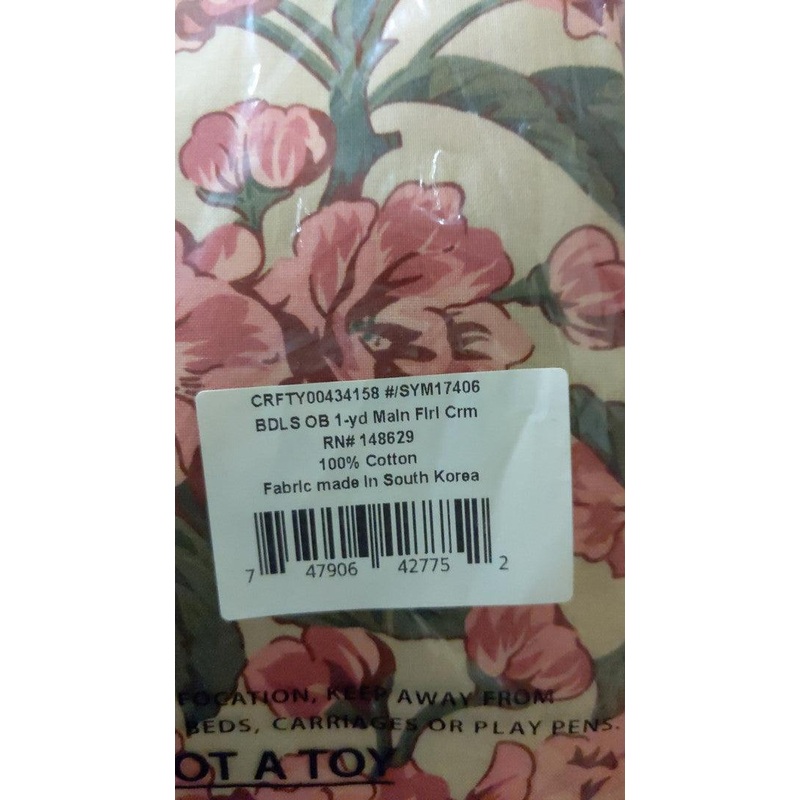 CRFTY00434158 #/SYM17406
BDLS OB 1-yd Main Flrl Crm
RN# 148629
100% Cotton
Fabric made in South Korea
7 47906 42775 2
FOCATION, KEEP AWAY FROM
BEDS, CARRIAGES OR PLAY PENS.
OT A TOY